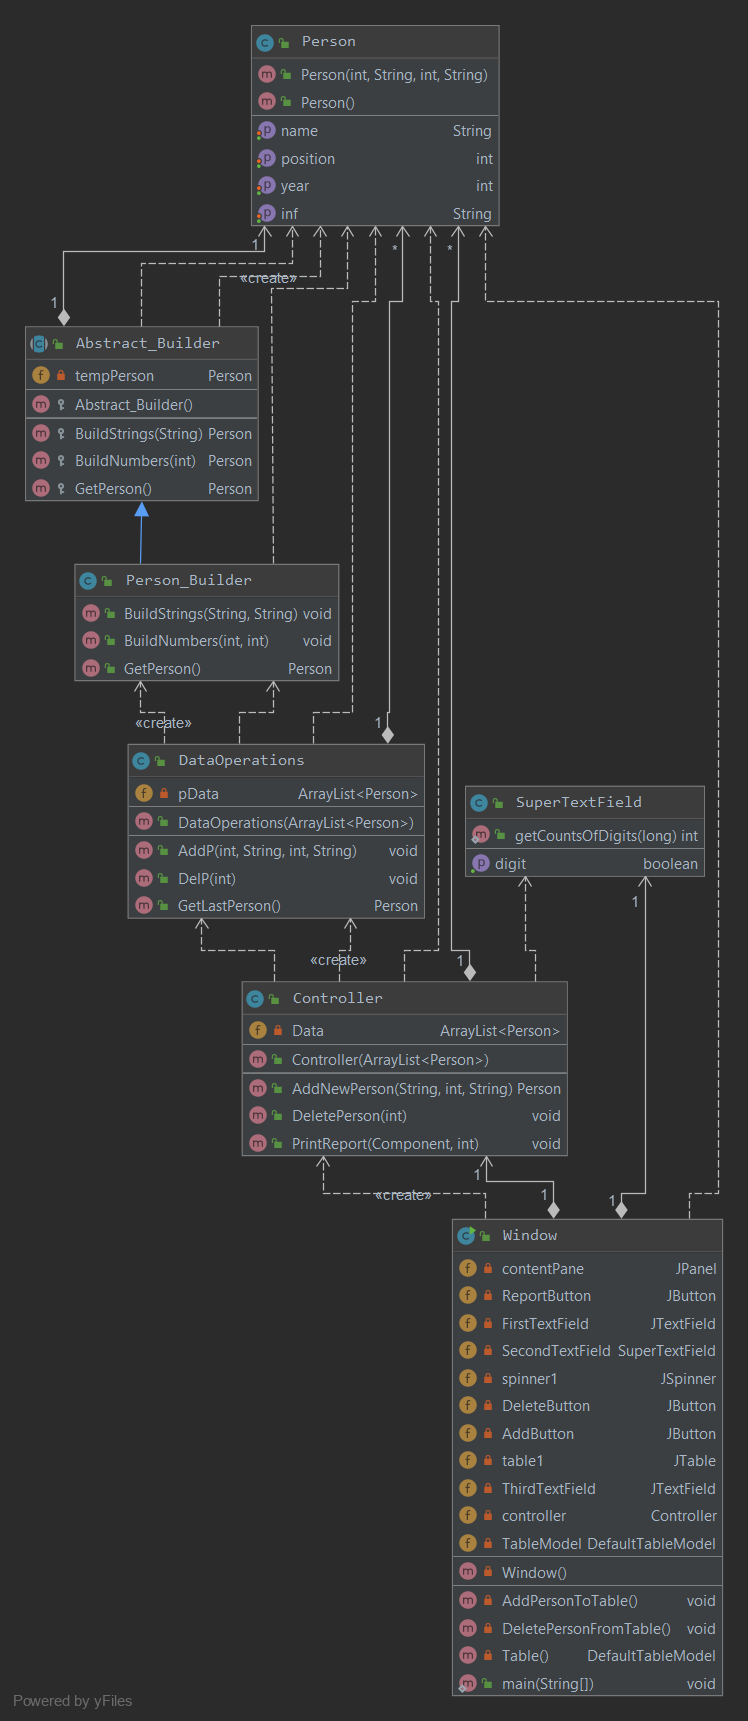 Person
Person(int, String, int, String)
Person()
name String
position int
year int
inf String
1 * *
«create»
1
Abstract_Builder
tempPerson Person
Abstract_Builder()
BuildStrings(String) Person
BuildNumbers(int) Person
GetPerson() Person
Person_Builder
BuildStrings(String, String) void
BuildNumbers(int, int) void
GetPerson() Person
«create» 1
DataOperations
pData ArrayList<Person>
DataOperations(ArrayList<Person>)
AddP(int, String, int, String) void
DelP(int) void
GetLastPerson() Person
SuperTextField
getCountsOfDigits(long) int
digit boolean
1
«create» 1
Controller
Data ArrayList<Person>
Controller(ArrayList<Person>)
AddNewPerson(String, int, String) Person
DeletePerson(int) void
PrintReport(Component, int) void
1
«create» 1 1
Window
contentPane JPanel
ReportButton JButton
FirstTextField JTextField
SecondTextField SuperTextField
spinner1 JSpinner
DeleteButton JButton
AddButton JButton
table1 JTable
ThirdTextField JTextField
controller Controller
TableModel DefaultTableModel
Window()
AddPersonToTable() void
DeletePersonFromTable() void
Table() DefaultTableModel
main(String[]) void
Powered by yFiles